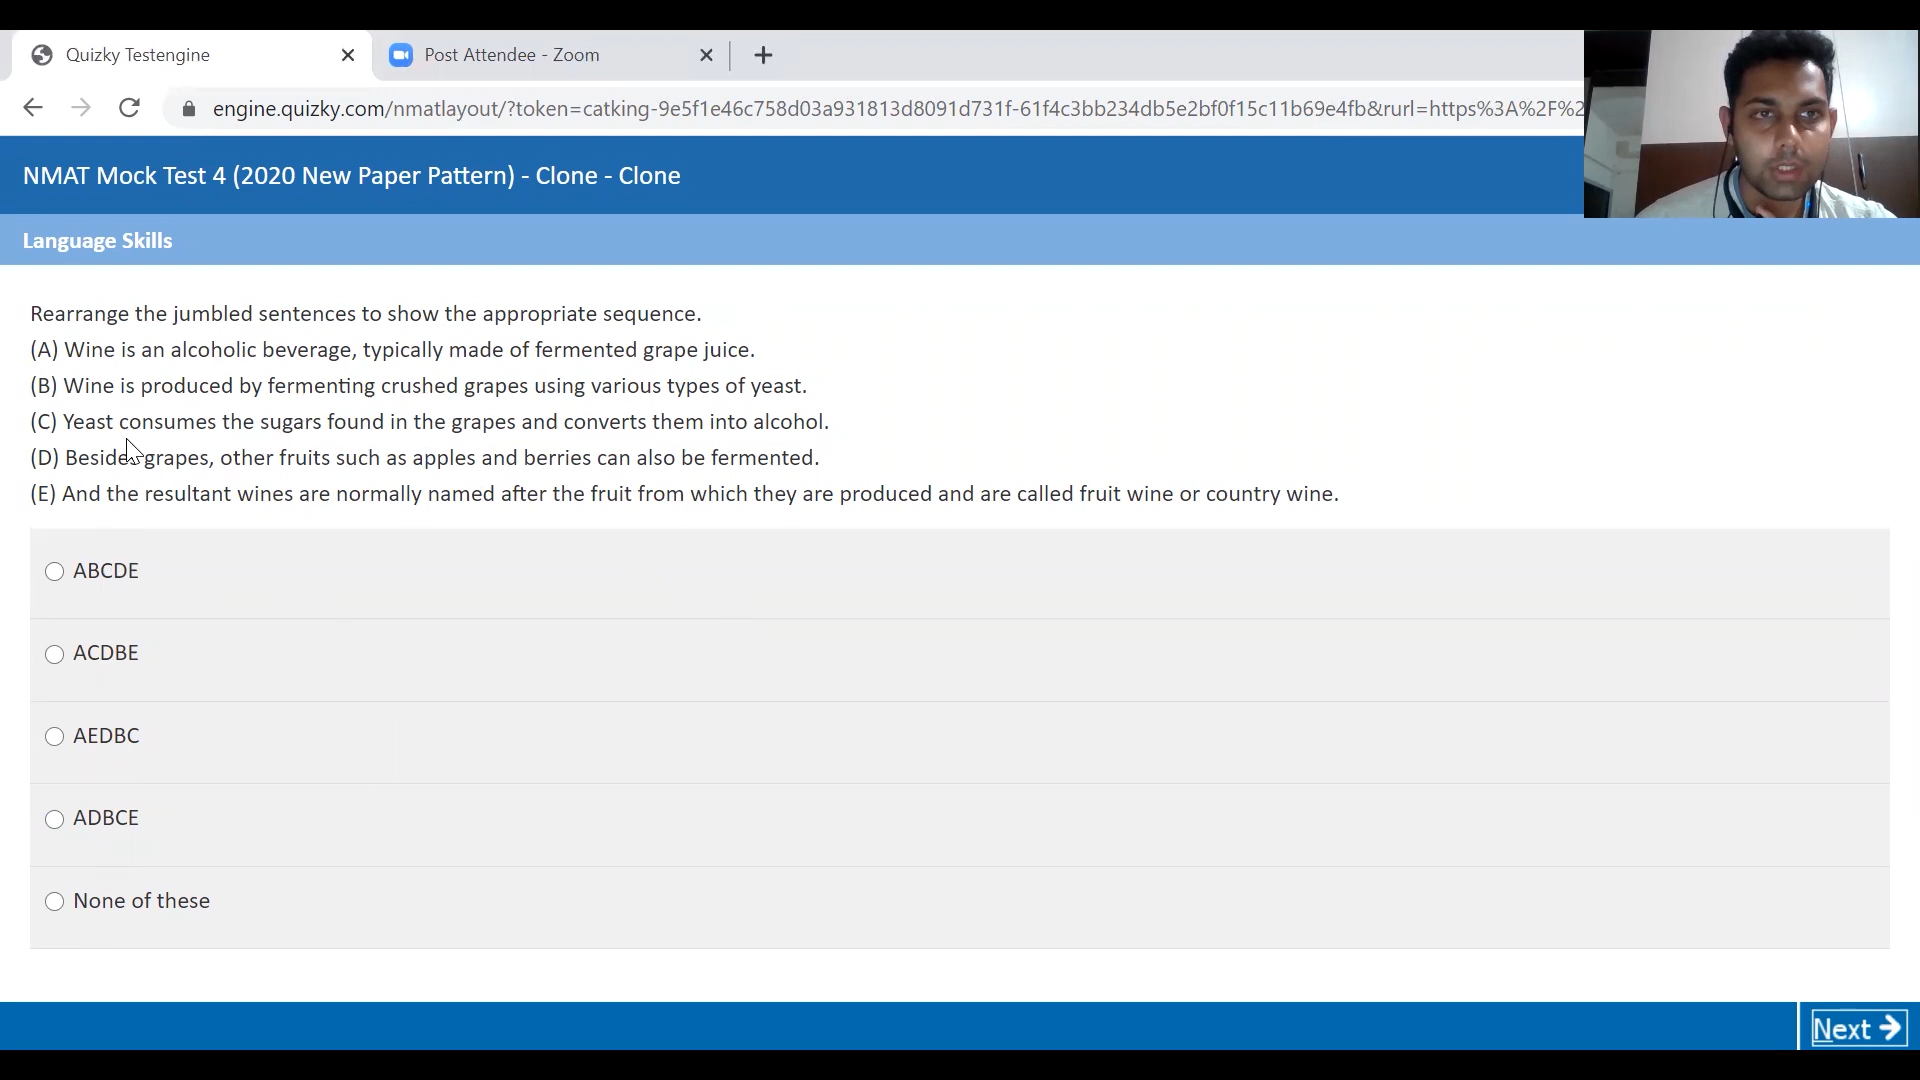 Quizky Testengine
Post Attendee - Zoom
engine.quizky.com/nmatlayout/?token=catking-9e5f1e46c758d03a931813d8091d731f-61f4c3bb234db5e2bf0f15c11b69e4fb&rurl=https%3A%2F%2
NMAT Mock Test 4 (2020 New Paper Pattern) - Clone - Clone
Language Skills
Rearrange the jumbled sentences to show the appropriate sequence.
(A) Wine is an alcoholic beverage, typically made of fermented grape juice.
(B) Wine is produced by fermenting crushed grapes using various types of yeast.
(C) Yeast consumes the sugars found in the grapes and converts them into alcohol.
(D) Besides grapes, other fruits such as apples and berries can also be fermented.
(E) And the resultant wines are normally named after the fruit from which they are produced and are called fruit wine or country wine.
ABCDE
ACDBE
AEDBC
ADBCE
None of these
Next